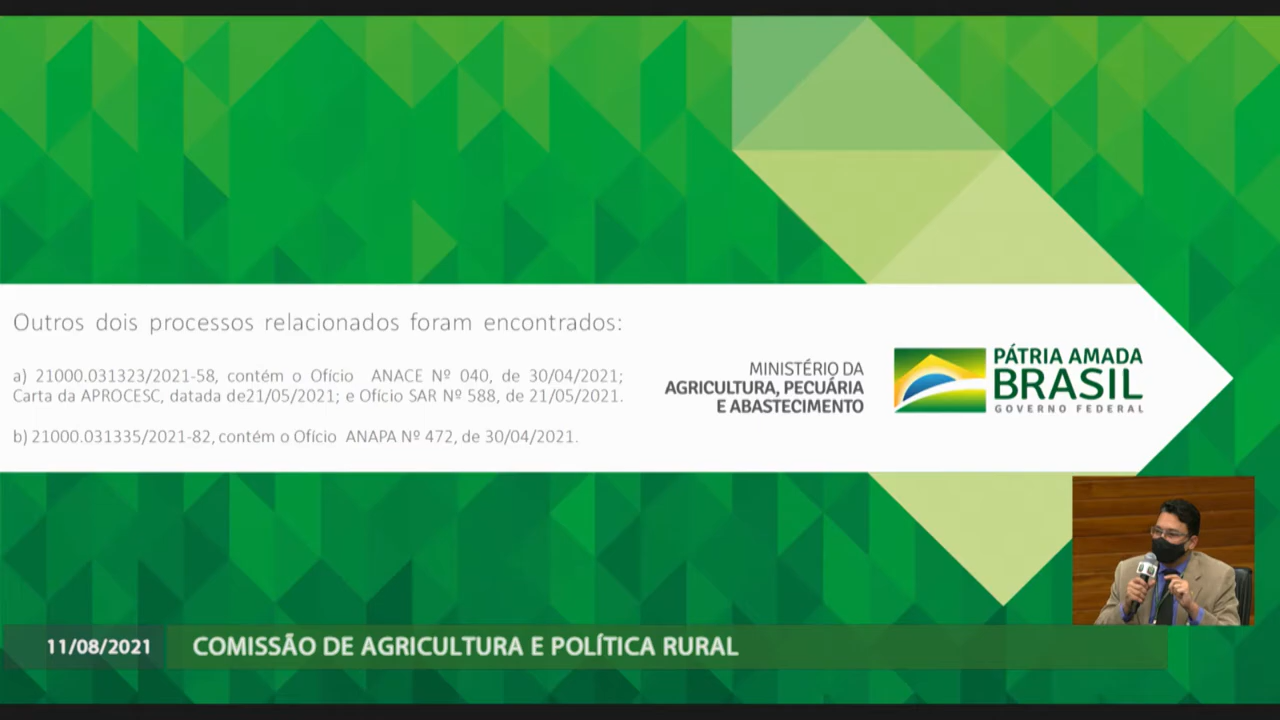 Outros dois processos relacionados foram encontrados:
a) 21000.031323/2021-58, contém o Ofício ANACE Nº 040, de 30/04/2021;
Carta da APROCESC, datada de21/05/2021; e Ofício SAR Nº 588, de 21/05/2021.
b) 21000.031335/2021-82, contém o Ofício ANAPA Nº 472, de 30/04/2021.
MINISTÉRIO DA
AGRICULTURA, PECUÁRIA
E ABASTECIMENTO
PÁTRIA AMADA
BRASIL
GOVERNO FEDERAL
11/08/2021
COMISSÃO DE AGRICULTURA E POLÍTICA RURAL